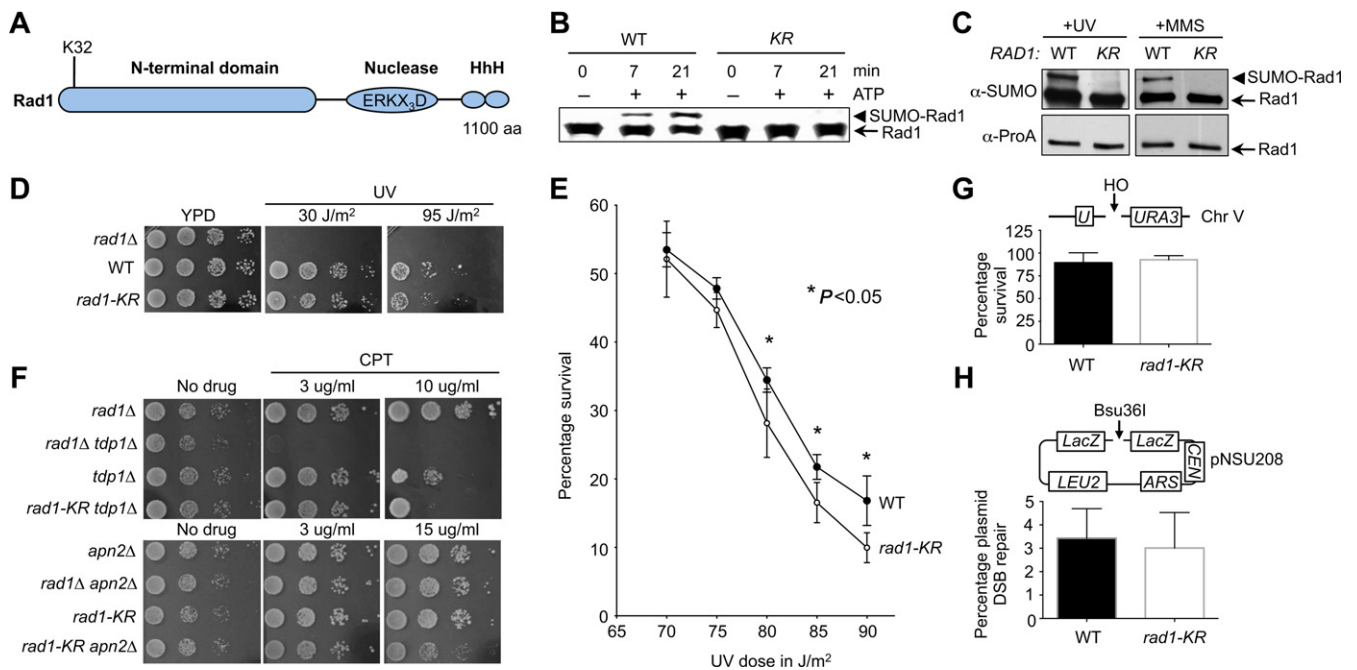 A
K32
N-terminal domain
Nuclease
HhH
Rad1
ERKX3D
1100 aa
B
WT
KR
0 7 21 0 7 21 min
– + + – + + ATP
SUMO-Rad1
Rad1
C
+UV
+MMS
RAD1: WT KR WT KR
α-SUMO
SUMO-Rad1
Rad1
α-ProA
Rad1
D
UV
YPD
30 J/m2
95 J/m2
rad1Δ
WT
rad1-KR
E
Percentage survival
60
50
40
30
20
10
0
65 70 75 80 85 90
UV dose in J/m2
* P<0.05
*
*
*
WT
rad1-KR
F
CPT
No drug
3 ug/ml
10 ug/ml
rad1Δ
rad1Δ tdp1Δ
tdp1Δ
rad1-KR tdp1Δ
No drug
3 ug/ml
15 ug/ml
apn2Δ
rad1Δ apn2Δ
rad1-KR
rad1-KR apn2Δ
G
HO
U
URA3
Chr V
Percentage
survival
125
100
75
50
25
0
WT
rad1-KR
H
Bsu36I
LacZ
LacZ
CEN
pNSU208
LEU2
ARS
Percentage plasmid
DSB repair
5
4
3
2
1
0
WT
rad1-KR